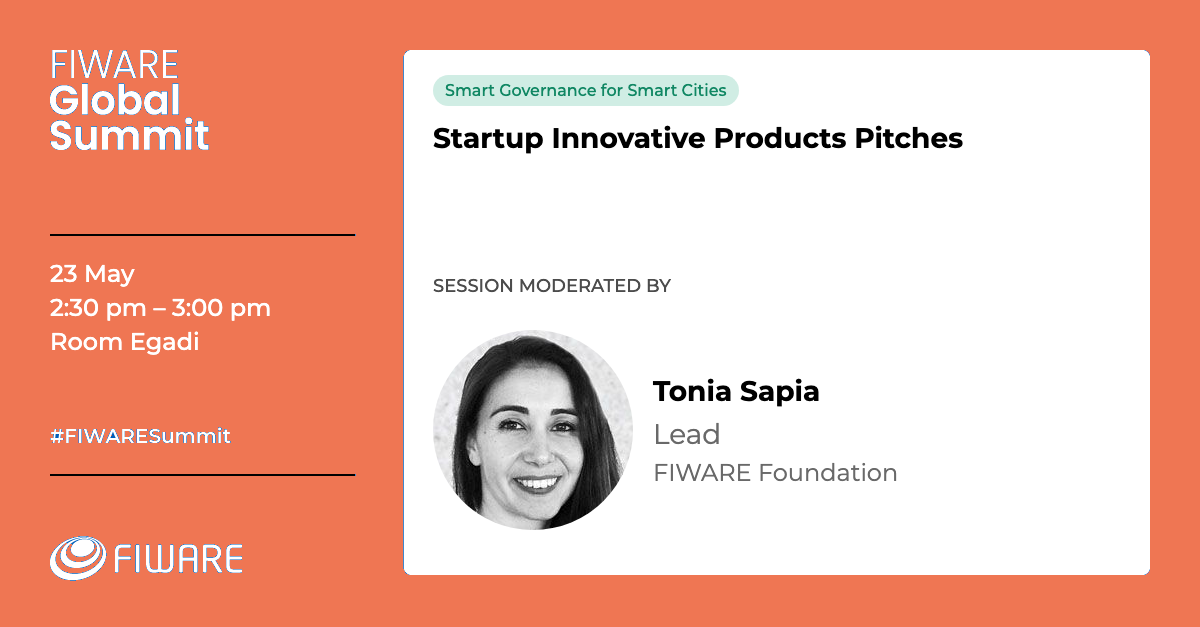 FIWARE
Global
Summit
23 May
2:30 pm – 3:00 pm
Room Egadi
#FIWARESummit
FIWARE
Smart Governance for Smart Cities
Startup Innovative Products Pitches
SESSION MODERATED BY
Tonia Sapia
Lead
FIWARE Foundation